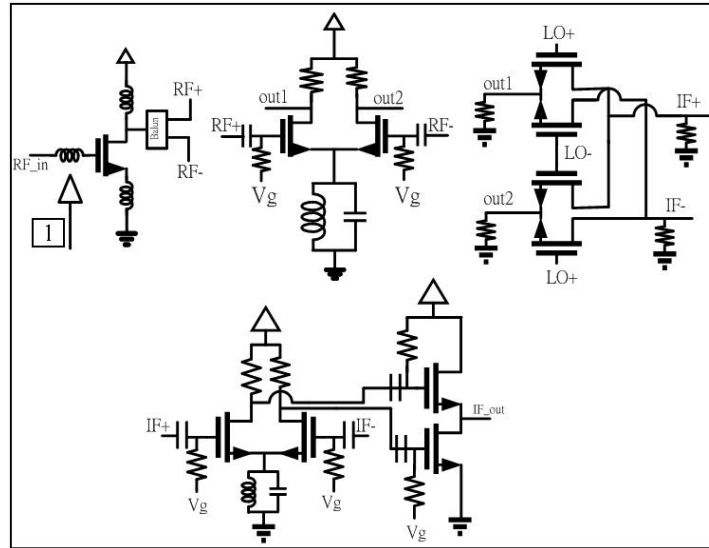 RF+
Balun
RF_in
RF-
1
out1
out2
RF+
RF-
Vg
Vg
LO+
out1
IF+
LO-
out2
IF-
LO+
IF+
IF-
Vg
Vg
IF_out
Vg